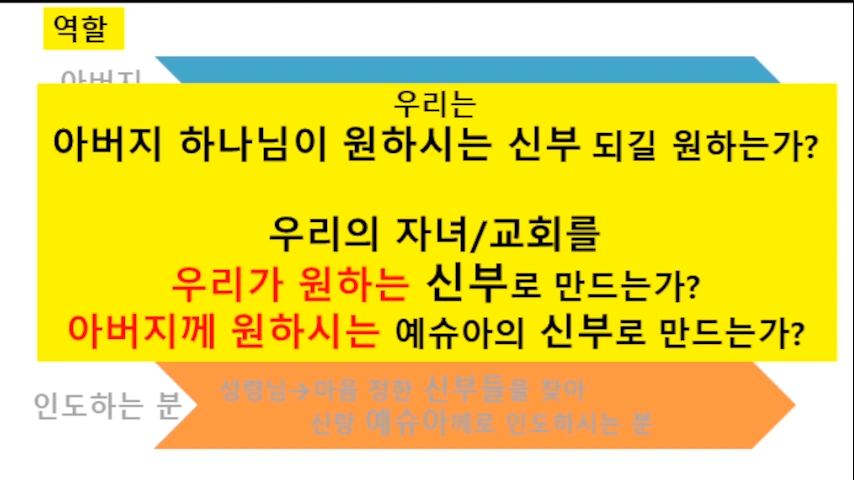 역할
아버지
우리는
아버지 하나님이 원하시는 신부 되길 원하는가?
우리의 자녀/교회를
우리가 원하는 신부로 만드는가?
아버지께 원하시는 예슈아의 신부로 만드는가?
인도하는 분
성령님→마음 정한 신부들을 찾아
신랑 예슈아께로 인도하시는 분